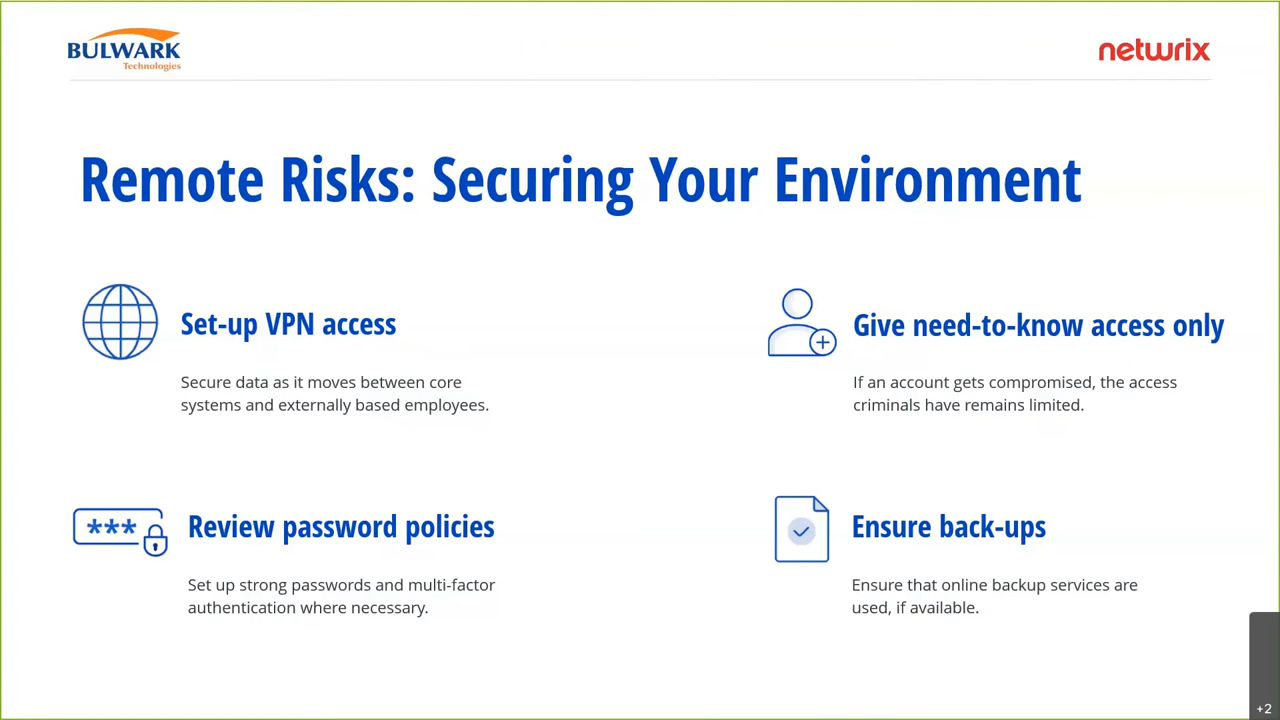 BULWARK
Technologies
netwrix
Remote Risks: Securing Your Environment
Set-up VPN access
Secure data as it moves between core
systems and externally based employees.
Give need-to-know access only
If an account gets compromised, the access
criminals have remains limited.
***
Review password policies
Set up strong passwords and multi-factor
authentication where necessary.
Ensure back-ups
Ensure that online backup services are
used, if available.
+2